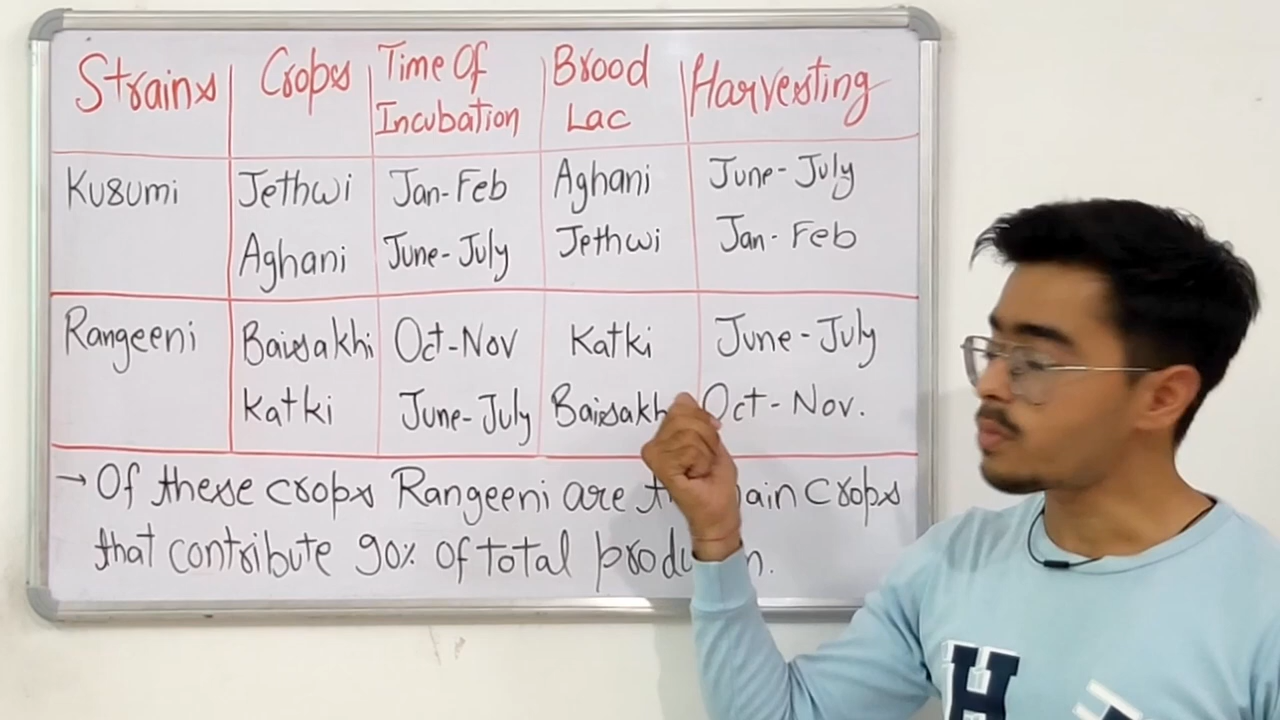 Strains Crops Time Of Incubation Brood Lac Harvesting
Kusumi Jethwi Jan-Feb Aghani June-July
Aghani June-July Jethwi Jan-Feb
Rangeeni Baisakhi Oct-Nov Katki June-July
Katki June-July Oct-Nov.
→ Of these crops Rangeeni are crops
that contribute 90% of total
H